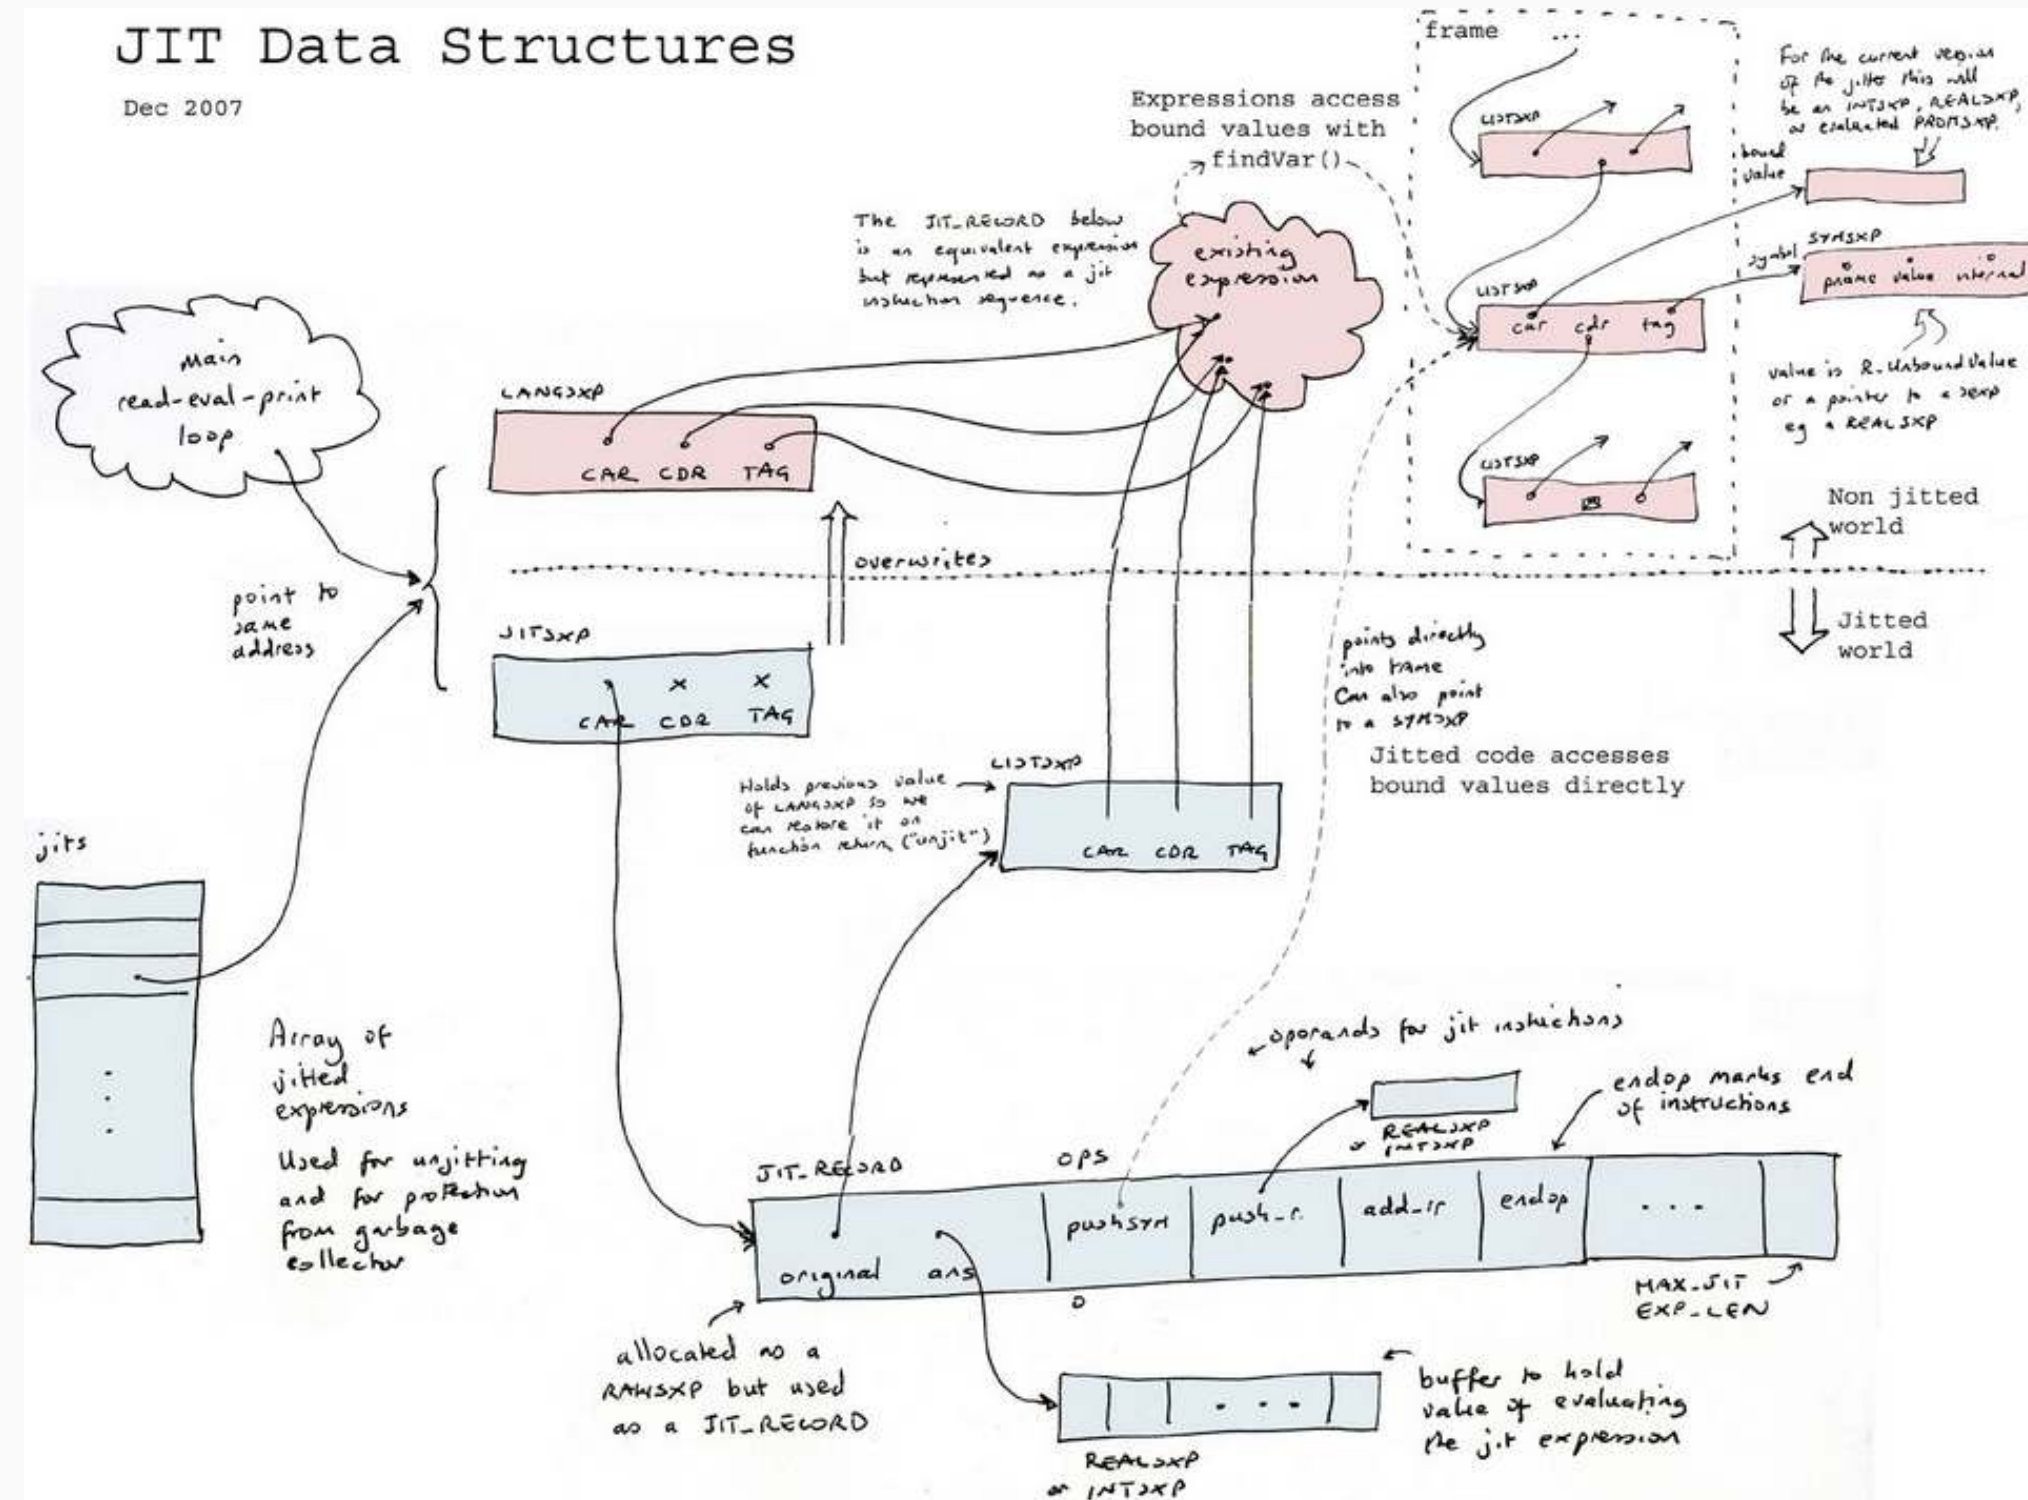 JIT Data Structures
Dec 2007
frame ...
Expressions access
bound values with
findVar()
For the current version
of the jitter this will
be an INTSXP, REALSXP,
or evaluated PROMSXP.
LISTSXP
bound
value
The JIT_RECORD below
is an equivalent expression
but represented as a jit
instruction sequence.
existing
expression
SYMSXP
symbol
pname value internal
LISTSXP
car cdr tag
main
read-eval-print
loop
value is R_UnboundValue
or a pointer to a sexp
eg a REALSXP
LANGSXP
CAR CDR TAG
LISTSXP
Non jitted
world
overwrites
point to
same
address
JITSXP
x x
CAR CDR TAG
points directly
into frame
Can also point
to a SYMSXP
Jitted
world
Jitted code accesses
bound values directly
Holds previous value
of LANGSXP so we
can restore it on
function return ("unjit")
LISTSXP
CAR CDR TAG
jits
Array of
jitted
expressions
Used for unjitting
and for protection
from garbage
collector
operands for jit instructions
REALSXP
or INTSXP
endop marks end
of instructions
JIT_RECORD
OPS
original ans
pushsym push_r add_ir endop ...
0
MAX_JIT
EXP_LEN
allocated as a
RAWSXP but used
as a JIT_RECORD
...
REALSXP
or INTSXP
buffer to hold
value of evaluating
the jit expression